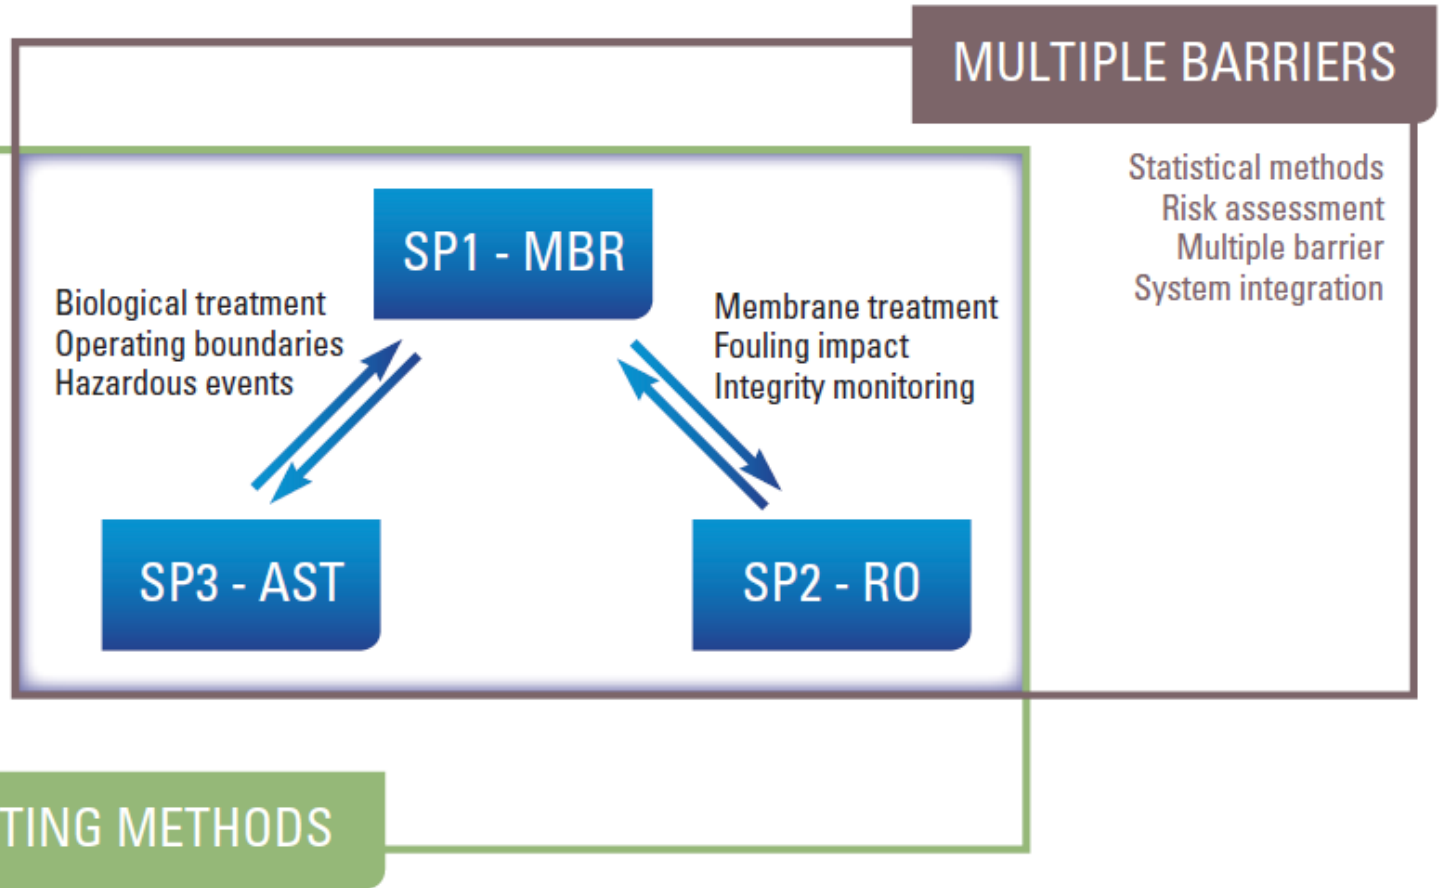 MULTIPLE BARRIERS
Statistical methods
Risk assessment
Multiple barrier
System integration
SP1 - MBR
Biological treatment
Operating boundaries
Hazardous events
Membrane treatment
Fouling impact
Integrity monitoring
SP3 - AST
SP2 - RO
TING METHODS